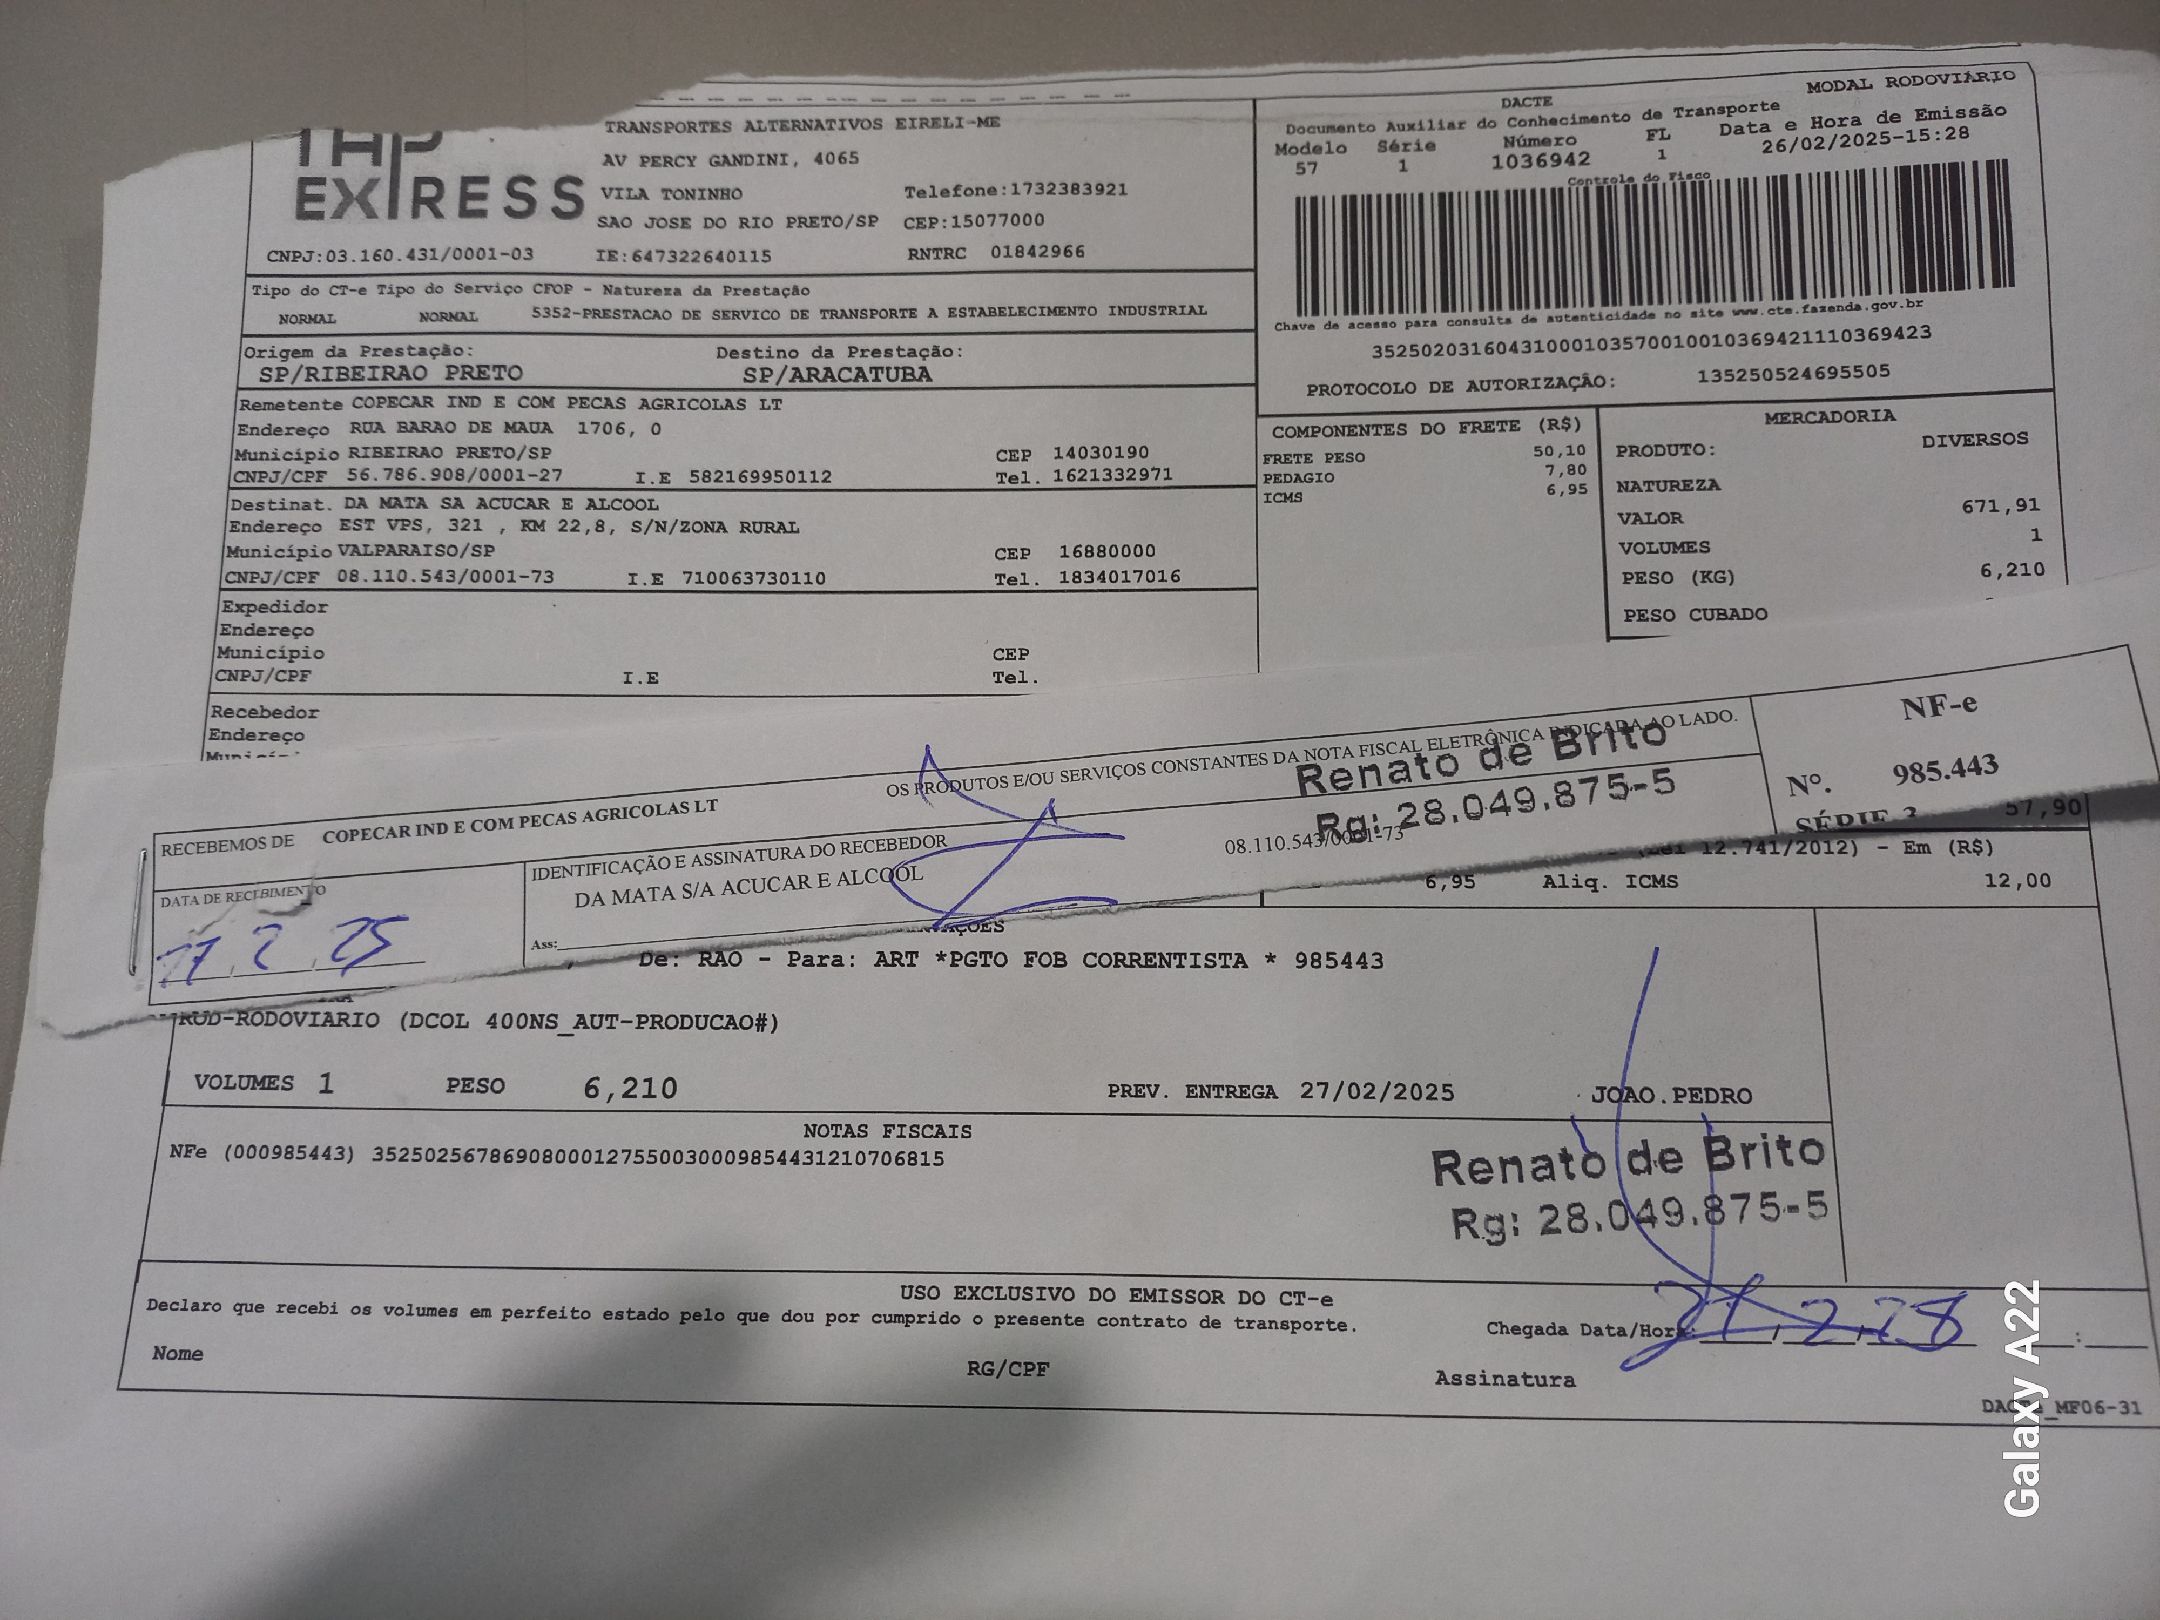 EXPRESS
TRANSPORTES ALTERNATIVOS EIRELI-ME
AV PERCY GANDINI, 4065
VILA TONINHO Telefone:1732383921
SAO JOSE DO RIO PRETO/SP CEP:15077000
CNPJ:03.160.431/0001-03 IE:647322640115 RNTRC 01842966
MODAL RODOVIÁRIO
DACTE
Documento Auxiliar do Conhecimento de Transporte
Modelo Série Número FL Data e Hora de Emissão
57 1 1036942 1 26/02/2025-15:28
Controle do Fisco
Chave de acesso para consulta de autenticidade no site www.cte.fazenda.gov.br
35250203160431000103570010010369421110369423
PROTOCOLO DE AUTORIZAÇÃO: 135250524695505
Tipo do CT-e Tipo do Serviço CFOP - Natureza da Prestação
NORMAL NORMAL 5352-PRESTACAO DE SERVICO DE TRANSPORTE A ESTABELECIMENTO INDUSTRIAL
Origem da Prestação: Destino da Prestação:
SP/RIBEIRAO PRETO SP/ARACATUBA
Remetente COPECAR IND E COM PECAS AGRICOLAS LT
Endereço RUA BARAO DE MAUA 1706, 0
Município RIBEIRAO PRETO/SP CEP 14030190
CNPJ/CPF 56.786.908/0001-27 I.E 582169950112 Tel. 1621332971
Destinat. DA MATA SA ACUCAR E ALCOOL
Endereço EST VPS, 321 , KM 22,8, S/N/ZONA RURAL
Município VALPARAISO/SP CEP 16880000
CNPJ/CPF 08.110.543/0001-73 I.E 710063730110 Tel. 1834017016
Expedidor
Endereço
Município CEP
CNPJ/CPF I.E Tel.
Recebedor
Endereço
COMPONENTES DO FRETE (R$)
FRETE PESO 50,10
PEDAGIO 7,80
ICMS 6,95
MERCADORIA
PRODUTO: DIVERSOS
NATUREZA
VALOR 671,91
VOLUMES 1
PESO (KG) 6,210
PESO CUBADO
RECEBEMOS DE COPECAR IND E COM PECAS AGRICOLAS LT OS PRODUTOS E/OU SERVIÇOS CONSTANTES DA NOTA FISCAL ELETRÔNICA INDICADA AO LADO.
NF-e
Nº. 985.443
SÉRIE 3
Renato de Brito
Rg: 28.049.875-5
DATA DE RECEBIMENTO
IDENTIFICAÇÃO E ASSINATURA DO RECEBEDOR
DA MATA S/A ACUCAR E ALCOOL 08.110.543/0001-73
Ass:
57,90
12.741/2012) - Em (R$)
6,95 Aliq. ICMS 12,00
De: RAO - Para: ART *PGTO FOB CORRENTISTA * 985443
ROD-RODOVIARIO (DCOL 400NS_AUT-PRODUCAO#)
VOLUMES 1 PESO 6,210 PREV. ENTREGA 27/02/2025 JOAO.PEDRO
NOTAS FISCAIS
NFe (000985443) 35250256786908000127550030009854431210706815
Renato de Brito
Rg: 28.049.875-5
USO EXCLUSIVO DO EMISSOR DO CT-e
Declaro que recebi os volumes em perfeito estado pelo que dou por cumprido o presente contrato de transporte.
Chegada Data/Hora:
Nome RG/CPF Assinatura
DACTE_MF06-31
Galaxy A22